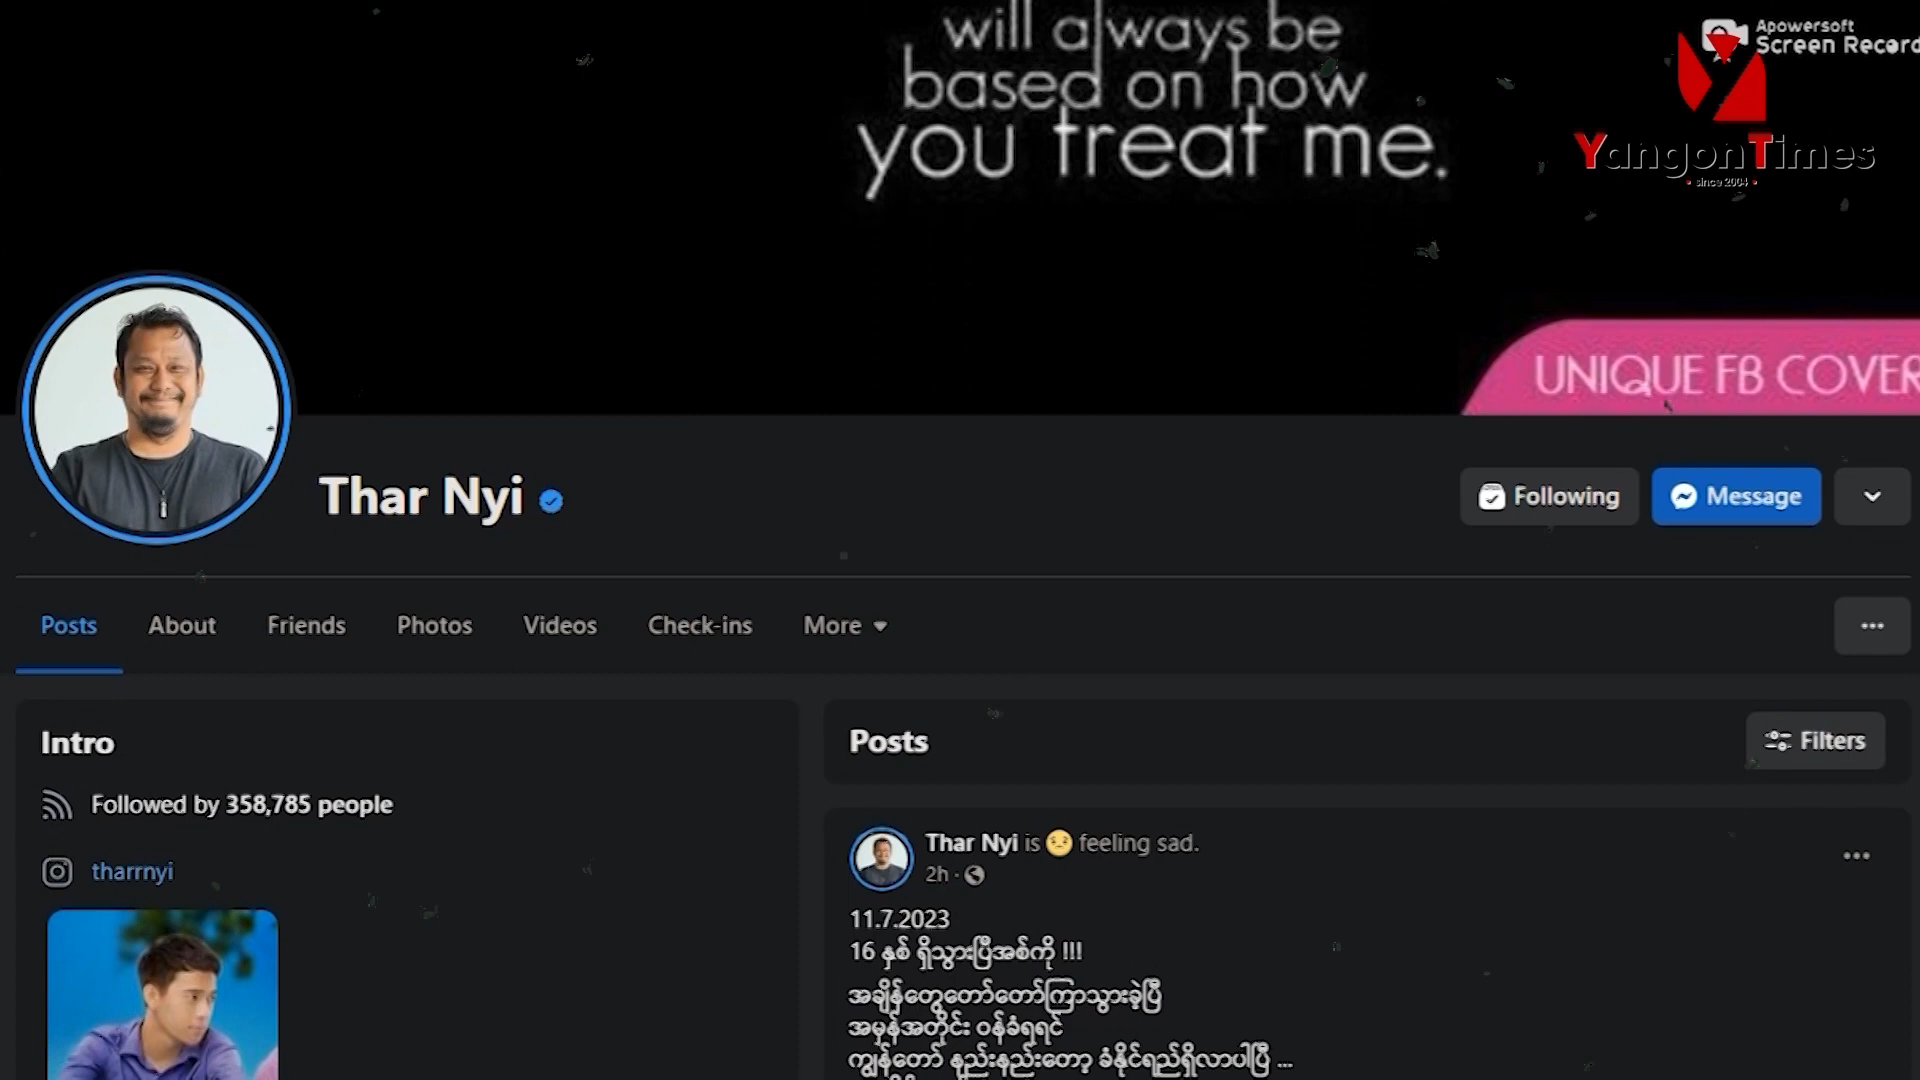 will always be
based on how
you treat me.
Apowersoft
Screen Record
YangonTimes
• since 2004 •
UNIQUE FB COVER
Thar Nyi
Following
Message
Posts
About
Friends
Photos
Videos
Check-ins
More
Intro
Followed by 358,785 people
tharrnyi
Posts
Filters
Thar Nyi is 😟 feeling sad.
2h ·
11.7.2023
16 နှစ် ရှိသွားပြီအစ်ကို !!!
အချိန်တွေတော်တော်ကြာသွားခဲ့ပြီ
အမှန်အတိုင်း ဝန်ခံရရင်
ကျွန်တော် နည်းနည်းတော့ ခံနိုင်ရည်ရှိလာပါပြီ ...